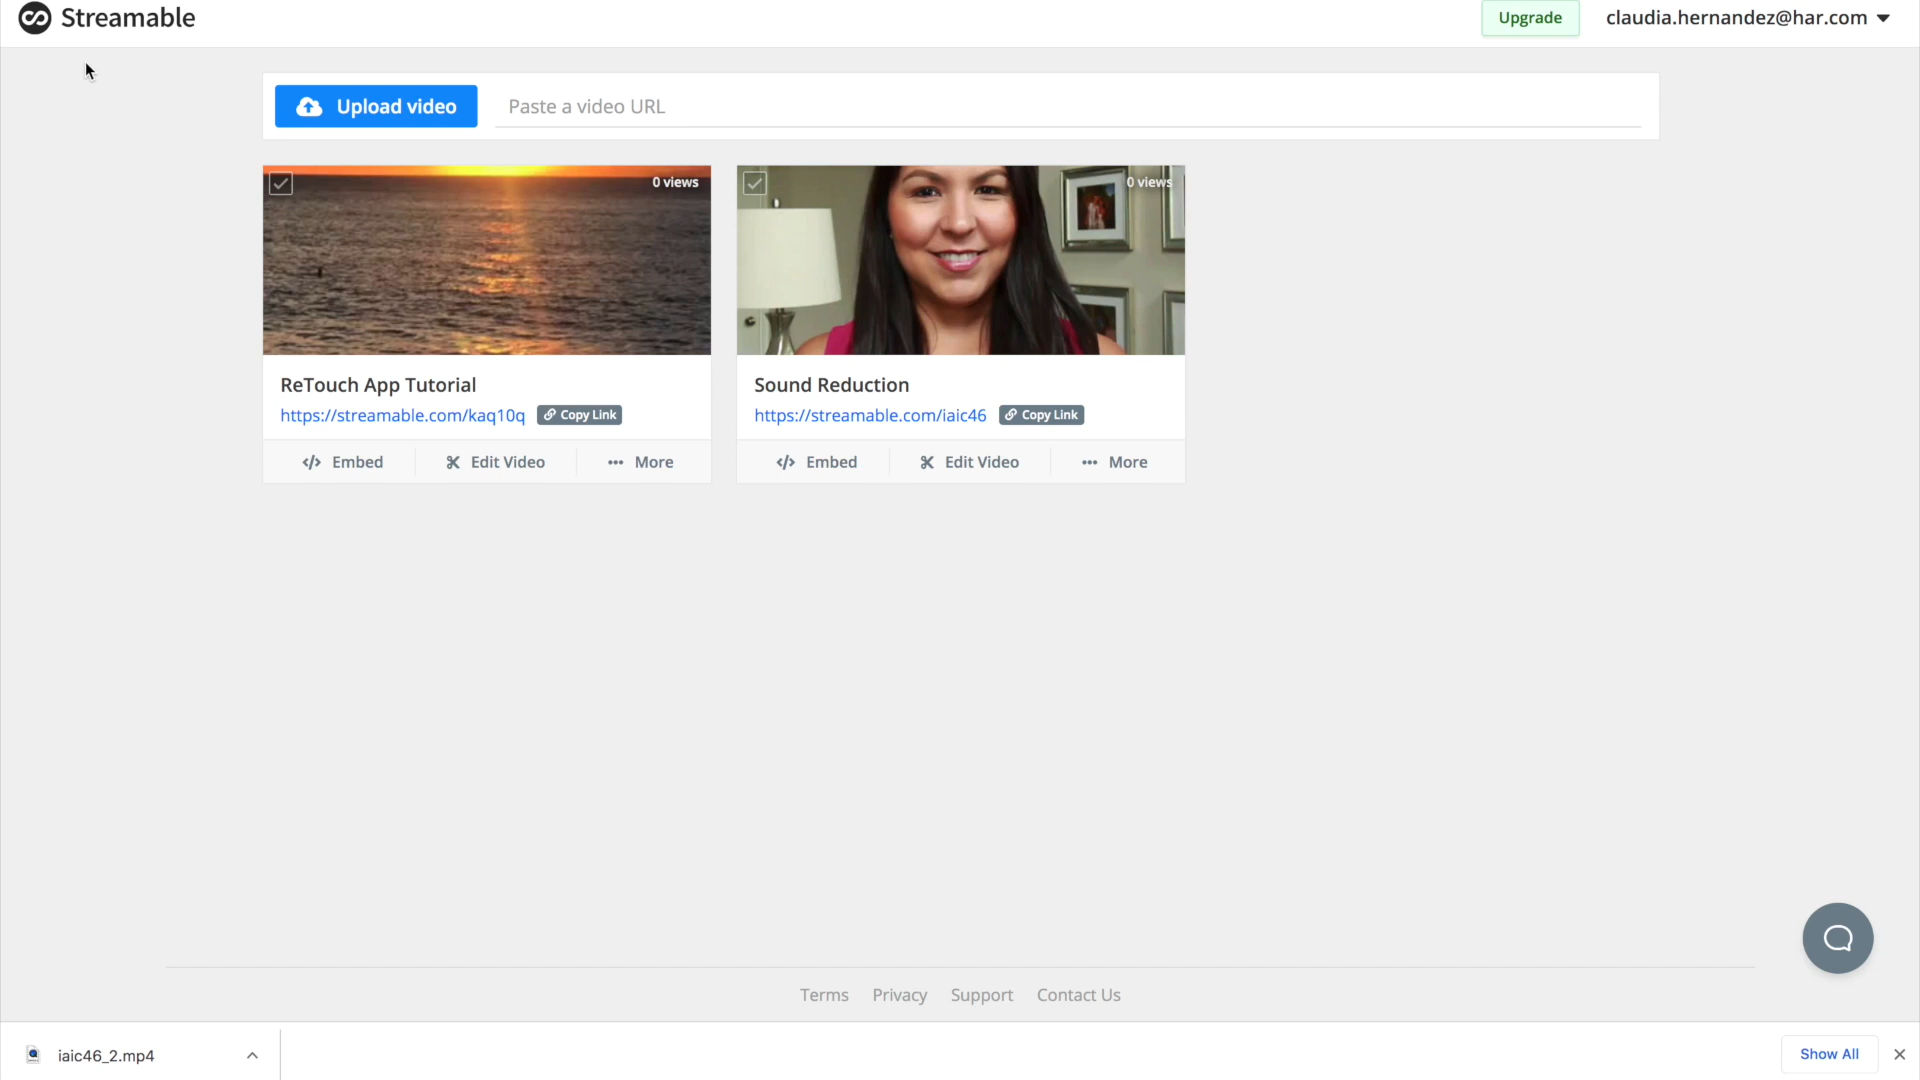 Streamable
Upgrade
claudia.hernandez@har.com
Upload video
Paste a video URL
0 views
0 views
ReTouch App Tutorial
https://streamable.com/kaq10q Copy Link
Embed Edit Video More
Sound Reduction
https://streamable.com/iaic46 Copy Link
Embed Edit Video More
Terms Privacy Support Contact Us
iaic46_2.mp4
Show All